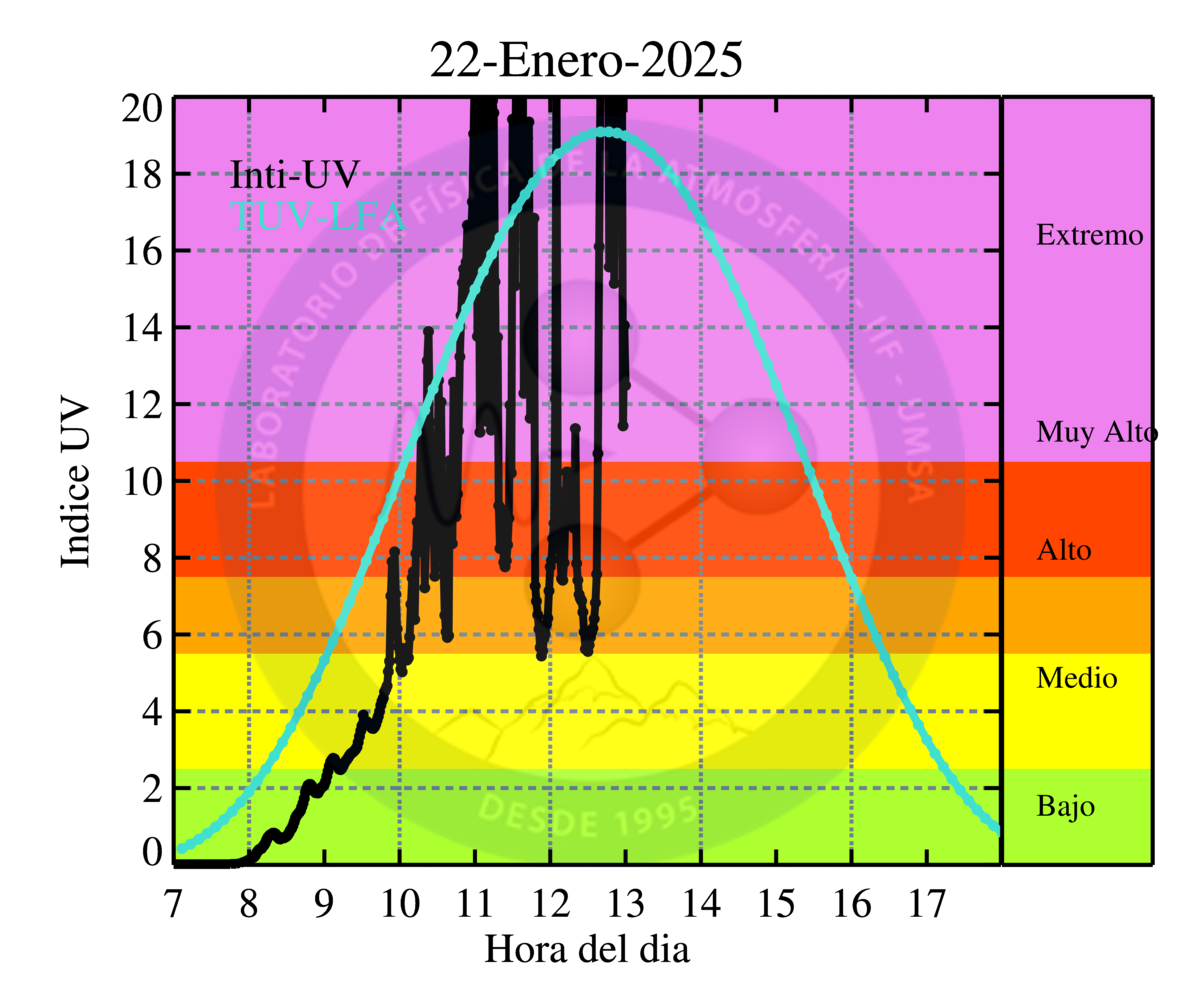 22-Enero-2025
Indice UV
20
18
16
14
12
10
8
6
4
2
0
Inti-UV
TUV-LFA
LABORATORIO DE FÍSICA DE LA ATMÓSFERA - IIF - UMSA
DESDE 1995
Extremo
Muy Alto
Alto
Medio
Bajo
7 8 9 10 11 12 13 14 15 16 17
Hora del dia